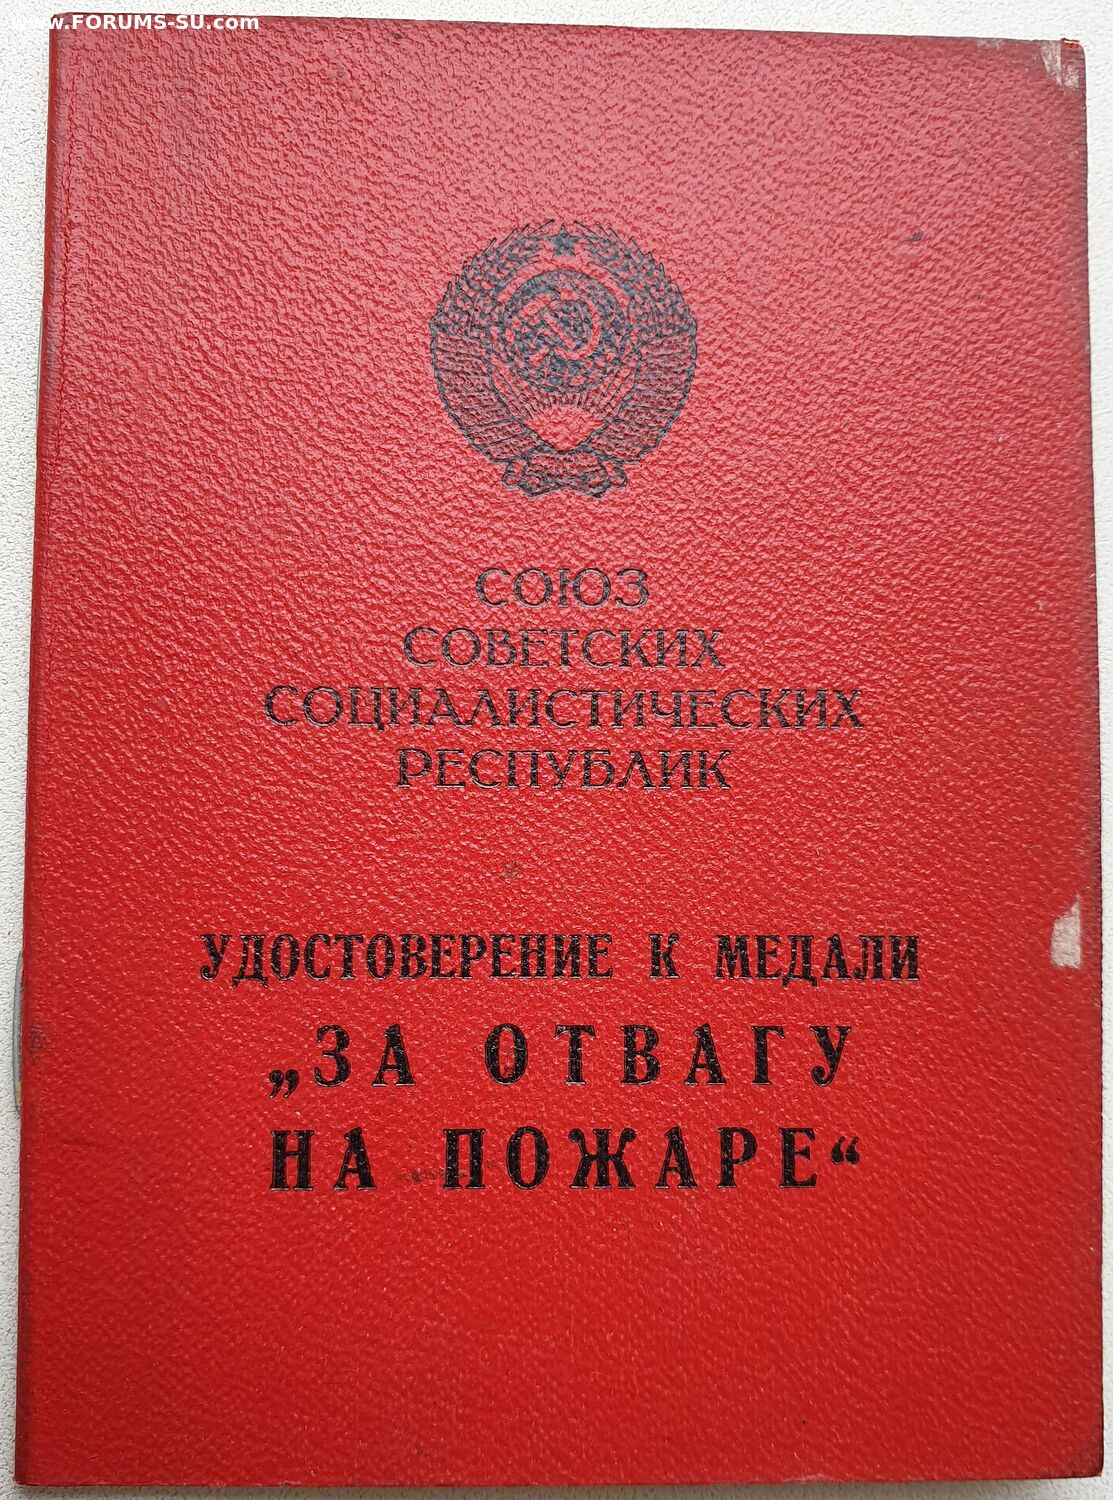 www.FORUMS-SU.com
СОЮЗ
СОВЕТСКИХ
СОЦИАЛИСТИЧЕСКИХ
РЕСПУБЛИК
УДОСТОВЕРЕНИЕ К МЕДАЛИ
„ЗА ОТВАГУ
НА ПОЖАРЕ“